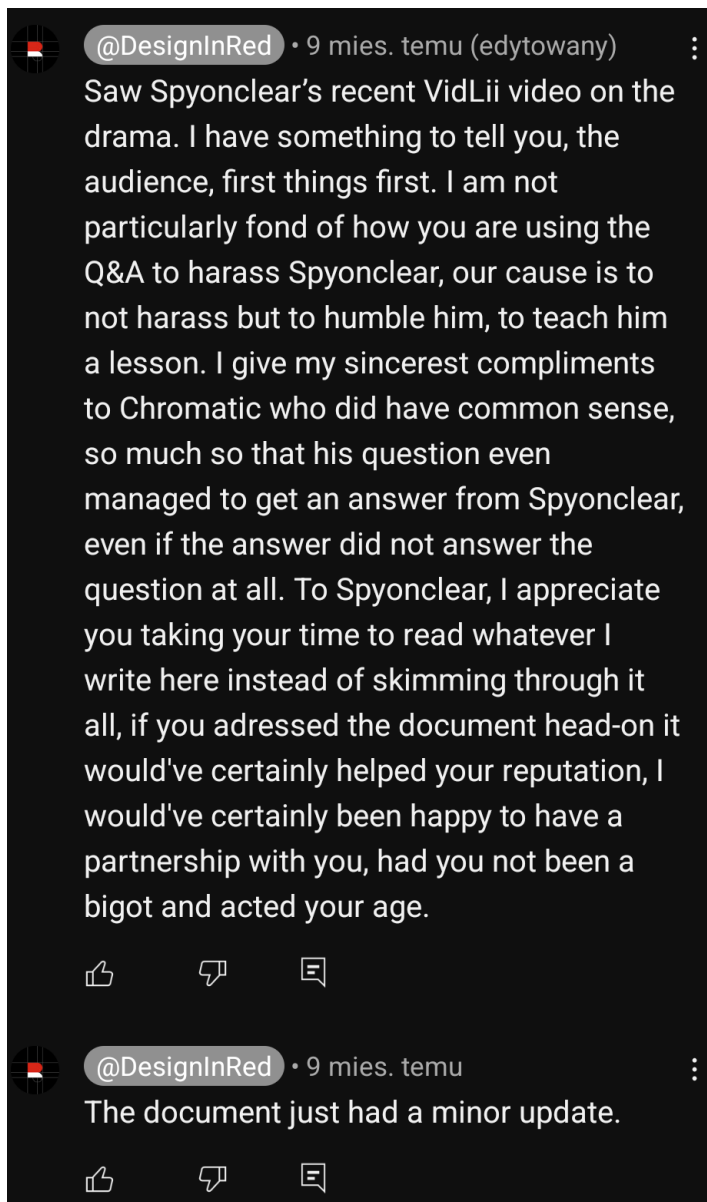 @DesignInRed • 9 mies. temu (edytowany)
Saw Spyonclear’s recent VidLii video on the
drama. I have something to tell you, the
audience, first things first. I am not
particularly fond of how you are using the
Q&A to harass Spyonclear, our cause is to
not harass but to humble him, to teach him
a lesson. I give my sincerest compliments
to Chromatic who did have common sense,
so much so that his question even
managed to get an answer from Spyonclear,
even if the answer did not answer the
question at all. To Spyonclear, I appreciate
you taking your time to read whatever I
write here instead of skimming through it
all, if you adressed the document head-on it
would've certainly helped your reputation, I
would've certainly been happy to have a
partnership with you, had you not been a
bigot and acted your age.
@DesignInRed • 9 mies. temu
The document just had a minor update.